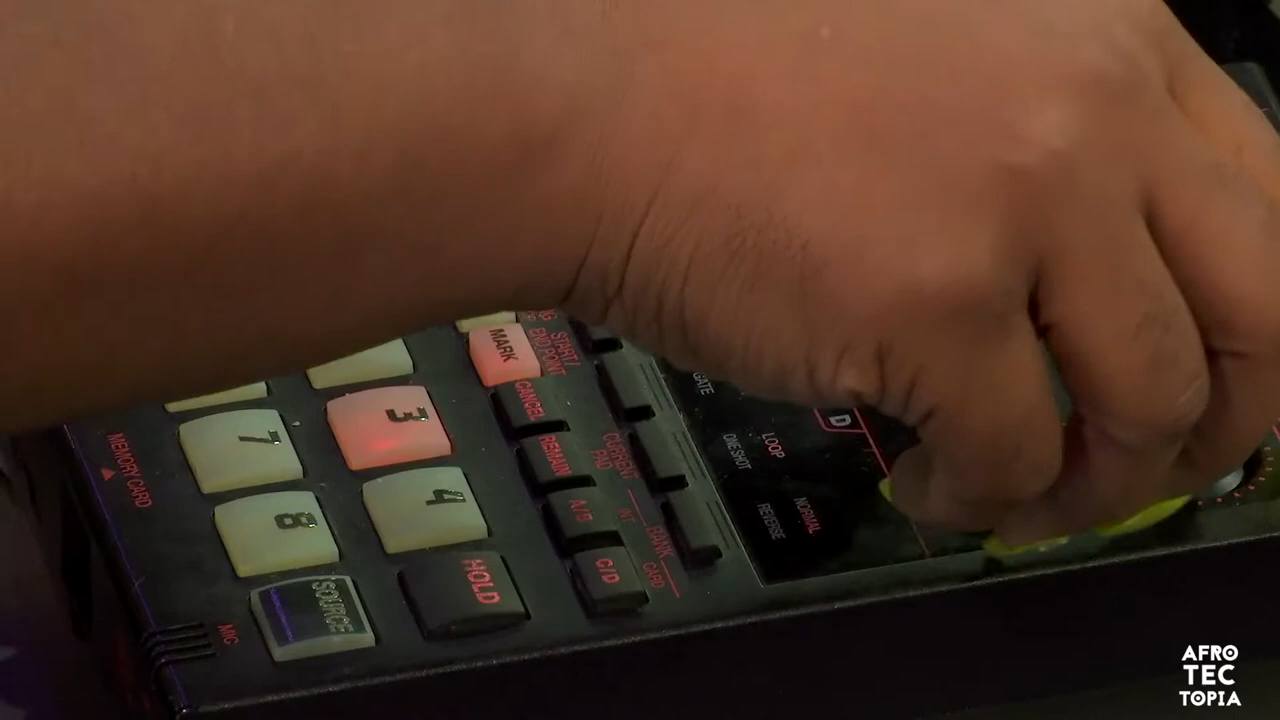 MARK
START/
END POINT
CANCEL
REMAIN
CURRENT
PAD
A/B
INT
BANK
CARD
C/D
3
7
4
8
HOLD
SOURCE
MEMORY CARD
MIC
GATE
LOOP
ONE SHOT
NORMAL
REVERSE
D
AFRO
TEC
TOPIA